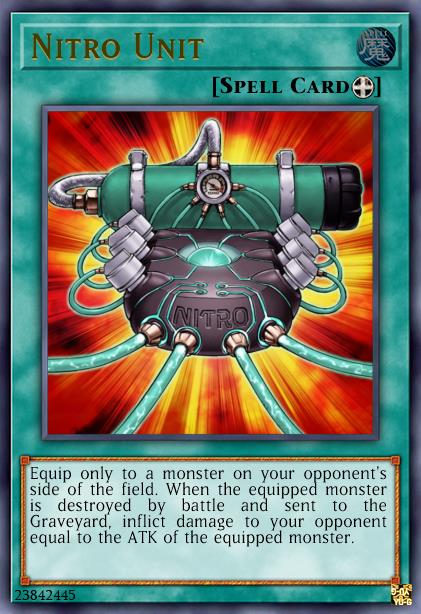 Nitro Unit
魔
[Spell Card]
NITRO
Equip only to a monster on your opponent's
side of the field. When the equipped monster
is destroyed by battle and sent to the
Graveyard, inflict damage to your opponent
equal to the ATK of the equipped monster.
23842445